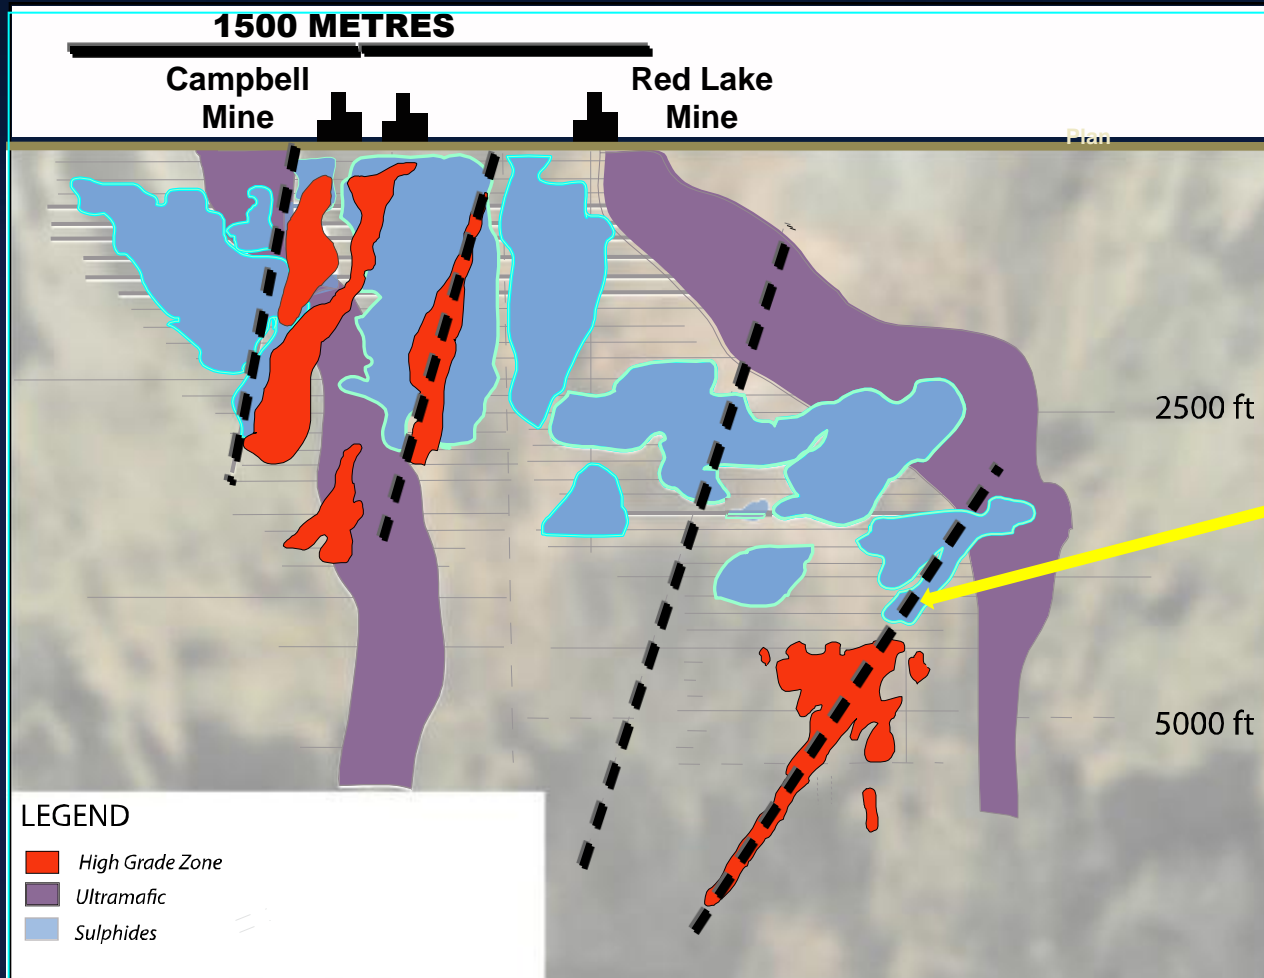 1500 METRES
Campbell
Mine
Red Lake
Mine
Plan
2500 ft
5000 ft
LEGEND
High Grade Zone
Ultramafic
Sulphides